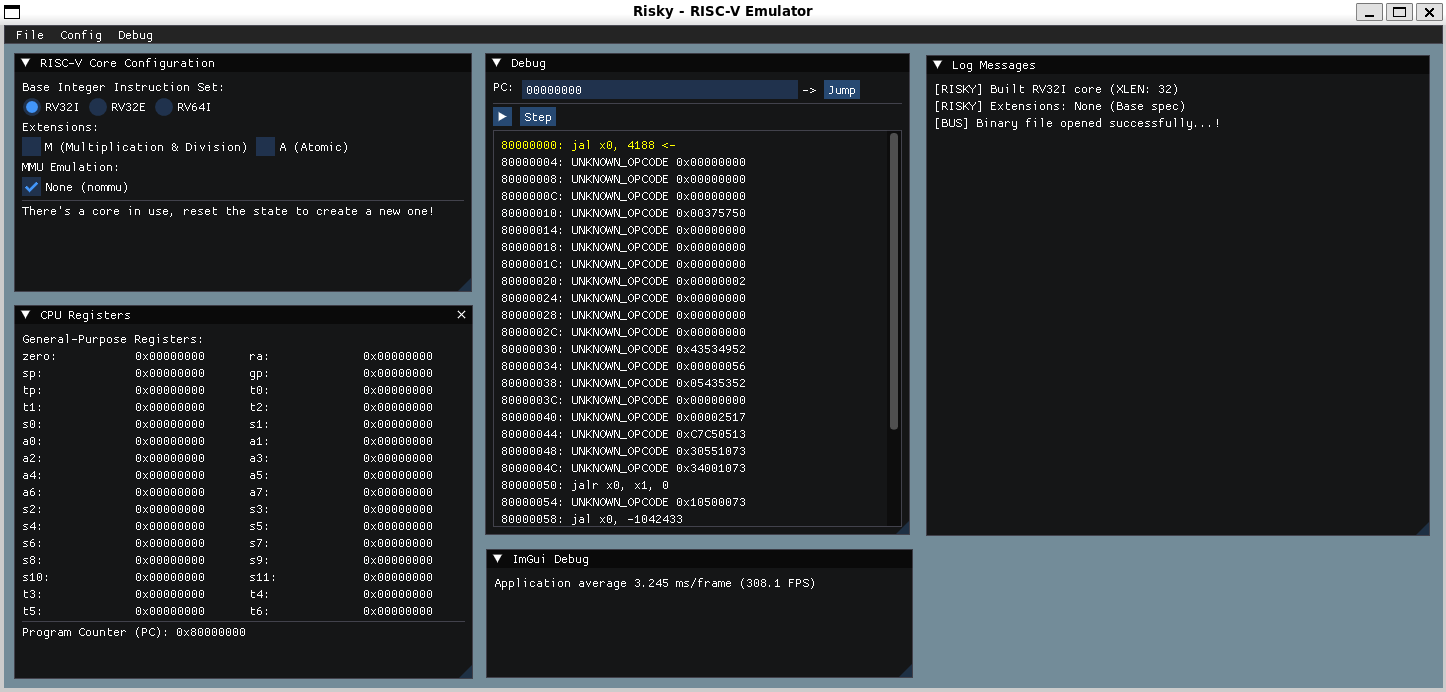 Risky - RISC-V Emulator
File Config Debug
RISC-V Core Configuration
Base Integer Instruction Set:
RV32I RV32E RV64I
Extensions:
M (Multiplication & Division) A (Atomic)
MMU Emulation:
None (nommu)
There's a core in use, reset the state to create a new one!
CPU Registers
General-Purpose Registers:
zero: 0x00000000 ra: 0x00000000
sp: 0x00000000 gp: 0x00000000
tp: 0x00000000 t0: 0x00000000
t1: 0x00000000 t2: 0x00000000
s0: 0x00000000 s1: 0x00000000
a0: 0x00000000 a1: 0x00000000
a2: 0x00000000 a3: 0x00000000
a4: 0x00000000 a5: 0x00000000
a6: 0x00000000 a7: 0x00000000
s2: 0x00000000 s3: 0x00000000
s4: 0x00000000 s5: 0x00000000
s6: 0x00000000 s7: 0x00000000
s8: 0x00000000 s9: 0x00000000
s10: 0x00000000 s11: 0x00000000
t3: 0x00000000 t4: 0x00000000
t5: 0x00000000 t6: 0x00000000
Program Counter (PC): 0x80000000
Debug
PC: 00000000 -> Jump
Step
80000000: jal x0, 4188 <-
80000004: UNKNOWN_OPCODE 0x00000000
80000008: UNKNOWN_OPCODE 0x00000000
8000000C: UNKNOWN_OPCODE 0x00000000
80000010: UNKNOWN_OPCODE 0x00375750
80000014: UNKNOWN_OPCODE 0x00000000
80000018: UNKNOWN_OPCODE 0x00000000
8000001C: UNKNOWN_OPCODE 0x00000000
80000020: UNKNOWN_OPCODE 0x00000002
80000024: UNKNOWN_OPCODE 0x00000000
80000028: UNKNOWN_OPCODE 0x00000000
8000002C: UNKNOWN_OPCODE 0x00000000
80000030: UNKNOWN_OPCODE 0x43534952
80000034: UNKNOWN_OPCODE 0x00000056
80000038: UNKNOWN_OPCODE 0x05435352
8000003C: UNKNOWN_OPCODE 0x00000000
80000040: UNKNOWN_OPCODE 0x00002517
80000044: UNKNOWN_OPCODE 0xC7C50513
80000048: UNKNOWN_OPCODE 0x30551073
8000004C: UNKNOWN_OPCODE 0x34001073
80000050: jalr x0, x1, 0
80000054: UNKNOWN_OPCODE 0x10500073
80000058: jal x0, -1042433
ImGui Debug
Application average 3.245 ms/frame (308.1 FPS)
Log Messages
[RISKY] Built RV32I core (XLEN: 32)
[RISKY] Extensions: None (Base spec)
[BUS] Binary file opened successfully...!